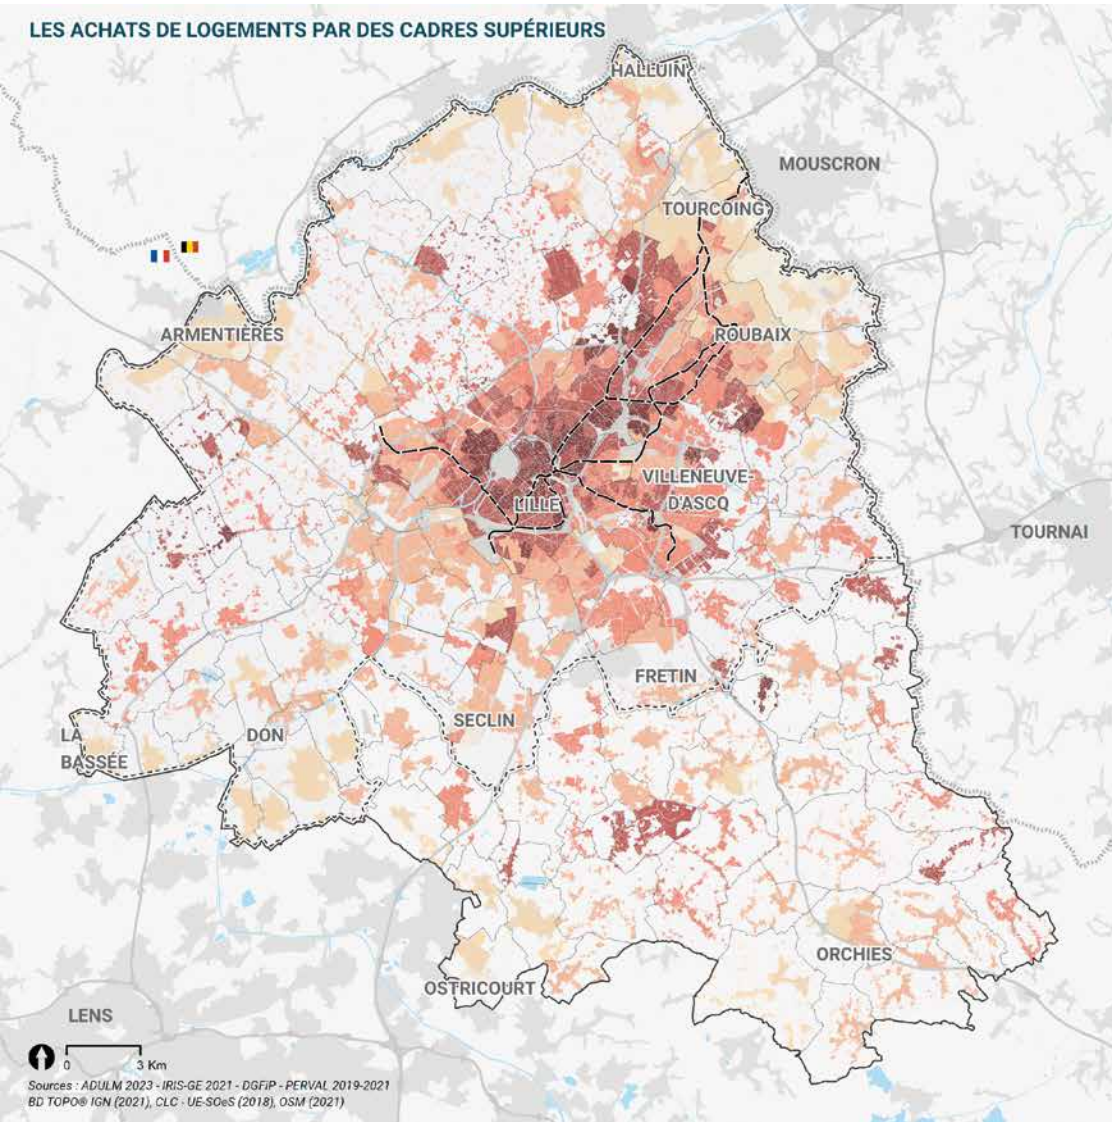 LES ACHATS DE LOGEMENTS PAR DES CADRES SUPÉRIEURS
HALLUIN
MOUSCRON
TOURCOING
ARMENTIÈRES
ROUBAIX
VILLENEUVE-
D'ASCQ
LILLE
TOURNAI
FRETIN
SECLIN
LA
BASSÉE
DON
ORCHIES
OSTRICOURT
LENS
0 3 Km
Sources : ADULM 2023 - IRIS-GE 2021 - DGFiP - PERVAL 2019-2021
BD TOPO® IGN (2021), CLC - UE-SOeS (2018), OSM (2021)